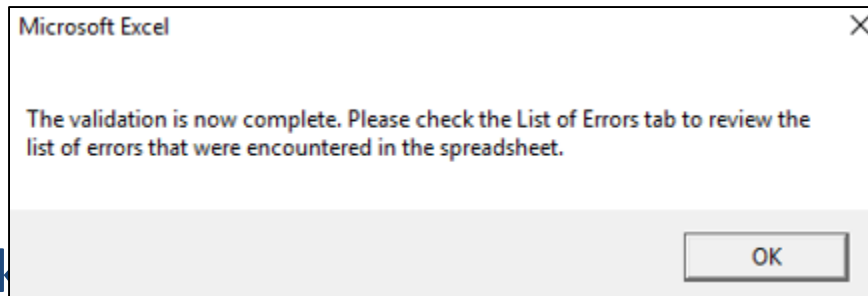 Microsoft Excel
The validation is now complete. Please check the List of Errors tab to review the
list of errors that were encountered in the spreadsheet.
OK